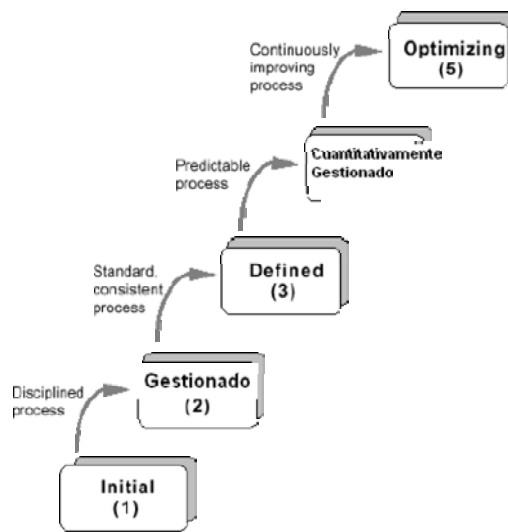 Continuously
improving
process
Optimizing
(5)
Predictable
process
Cuantitativamente
Gestionado
Standard.
consistent
process
Defined
(3)
Disciplined
process
Gestionado
(2)
Initial
(1)